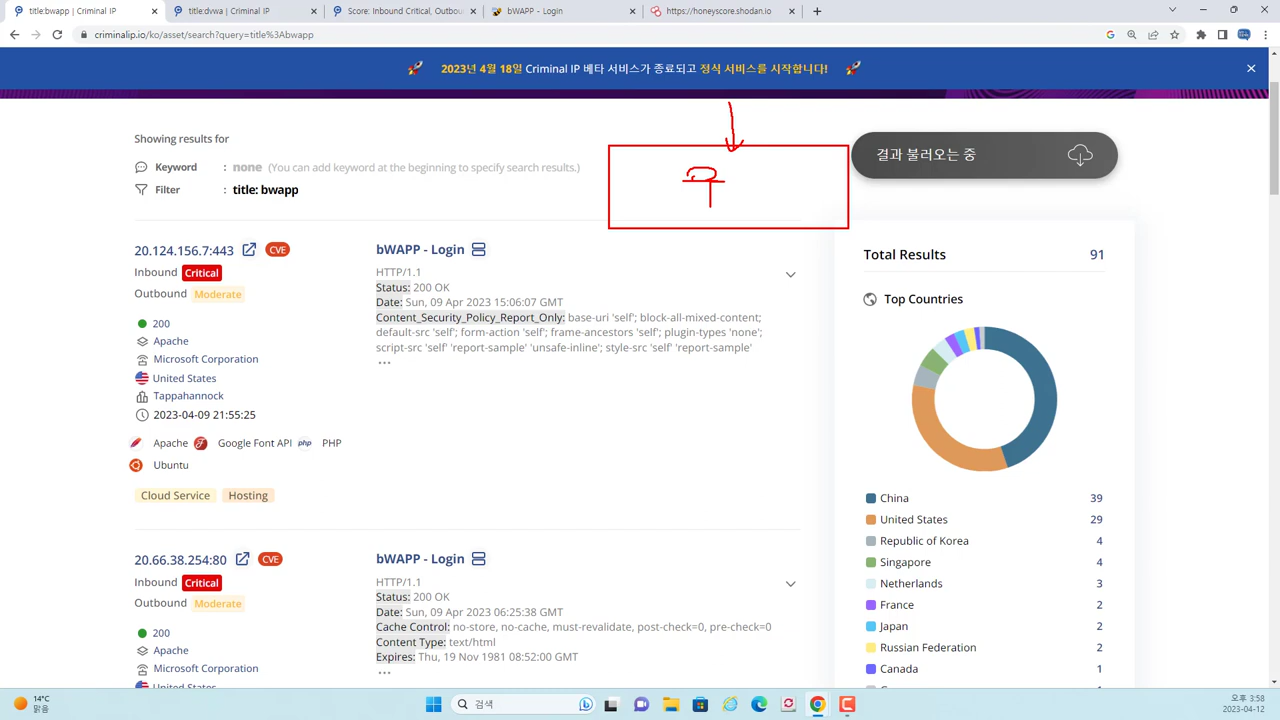 title:bwapp | Criminal IP
title:dvwa | Criminal IP
Score: Inbound Critical, Outbou
bWAPP - Login
https://honeyscore.shodan.io/
criminalip.io/ko/asset/search?query=title%3Abwapp
2023년 4월 18일 Criminal IP 베타 서비스가 종료되고 정식 서비스를 시작합니다!
Showing results for
Keyword : none (You can add keyword at the beginning to specify search results.)
Filter : title: bwapp
결과 불러오는 중
20.124.156.7:443 CVE
Inbound Critical
Outbound Moderate
200
Apache
Microsoft Corporation
United States
Tappahannock
2023-04-09 21:55:25
Apache Google Font API php PHP
Ubuntu
Cloud Service Hosting
bWAPP - Login
HTTP/1.1
Status: 200 OK
Date: Sun, 09 Apr 2023 15:06:07 GMT
Content_Security_Policy_Report_Only: base-uri 'self'; block-all-mixed-content;
default-src 'self'; form-action 'self'; frame-ancestors 'self'; plugin-types 'none';
script-src 'self' 'report-sample' 'unsafe-inline'; style-src 'self' 'report-sample'
...
20.66.38.254:80 CVE
Inbound Critical
Outbound Moderate
200
Apache
Microsoft Corporation
United States
bWAPP - Login
HTTP/1.1
Status: 200 OK
Date: Sun, 09 Apr 2023 06:25:38 GMT
Cache Control: no-store, no-cache, must-revalidate, post-check=0, pre-check=0
Content Type: text/html
Expires: Thu, 19 Nov 1981 08:52:00 GMT
...
Total Results 91
Top Countries
China 39
United States 29
Republic of Korea 4
Singapore 4
Netherlands 3
France 2
Japan 2
Russian Federation 2
Canada 1
14°C
맑음
검색
오후 3:58
2023-04-12